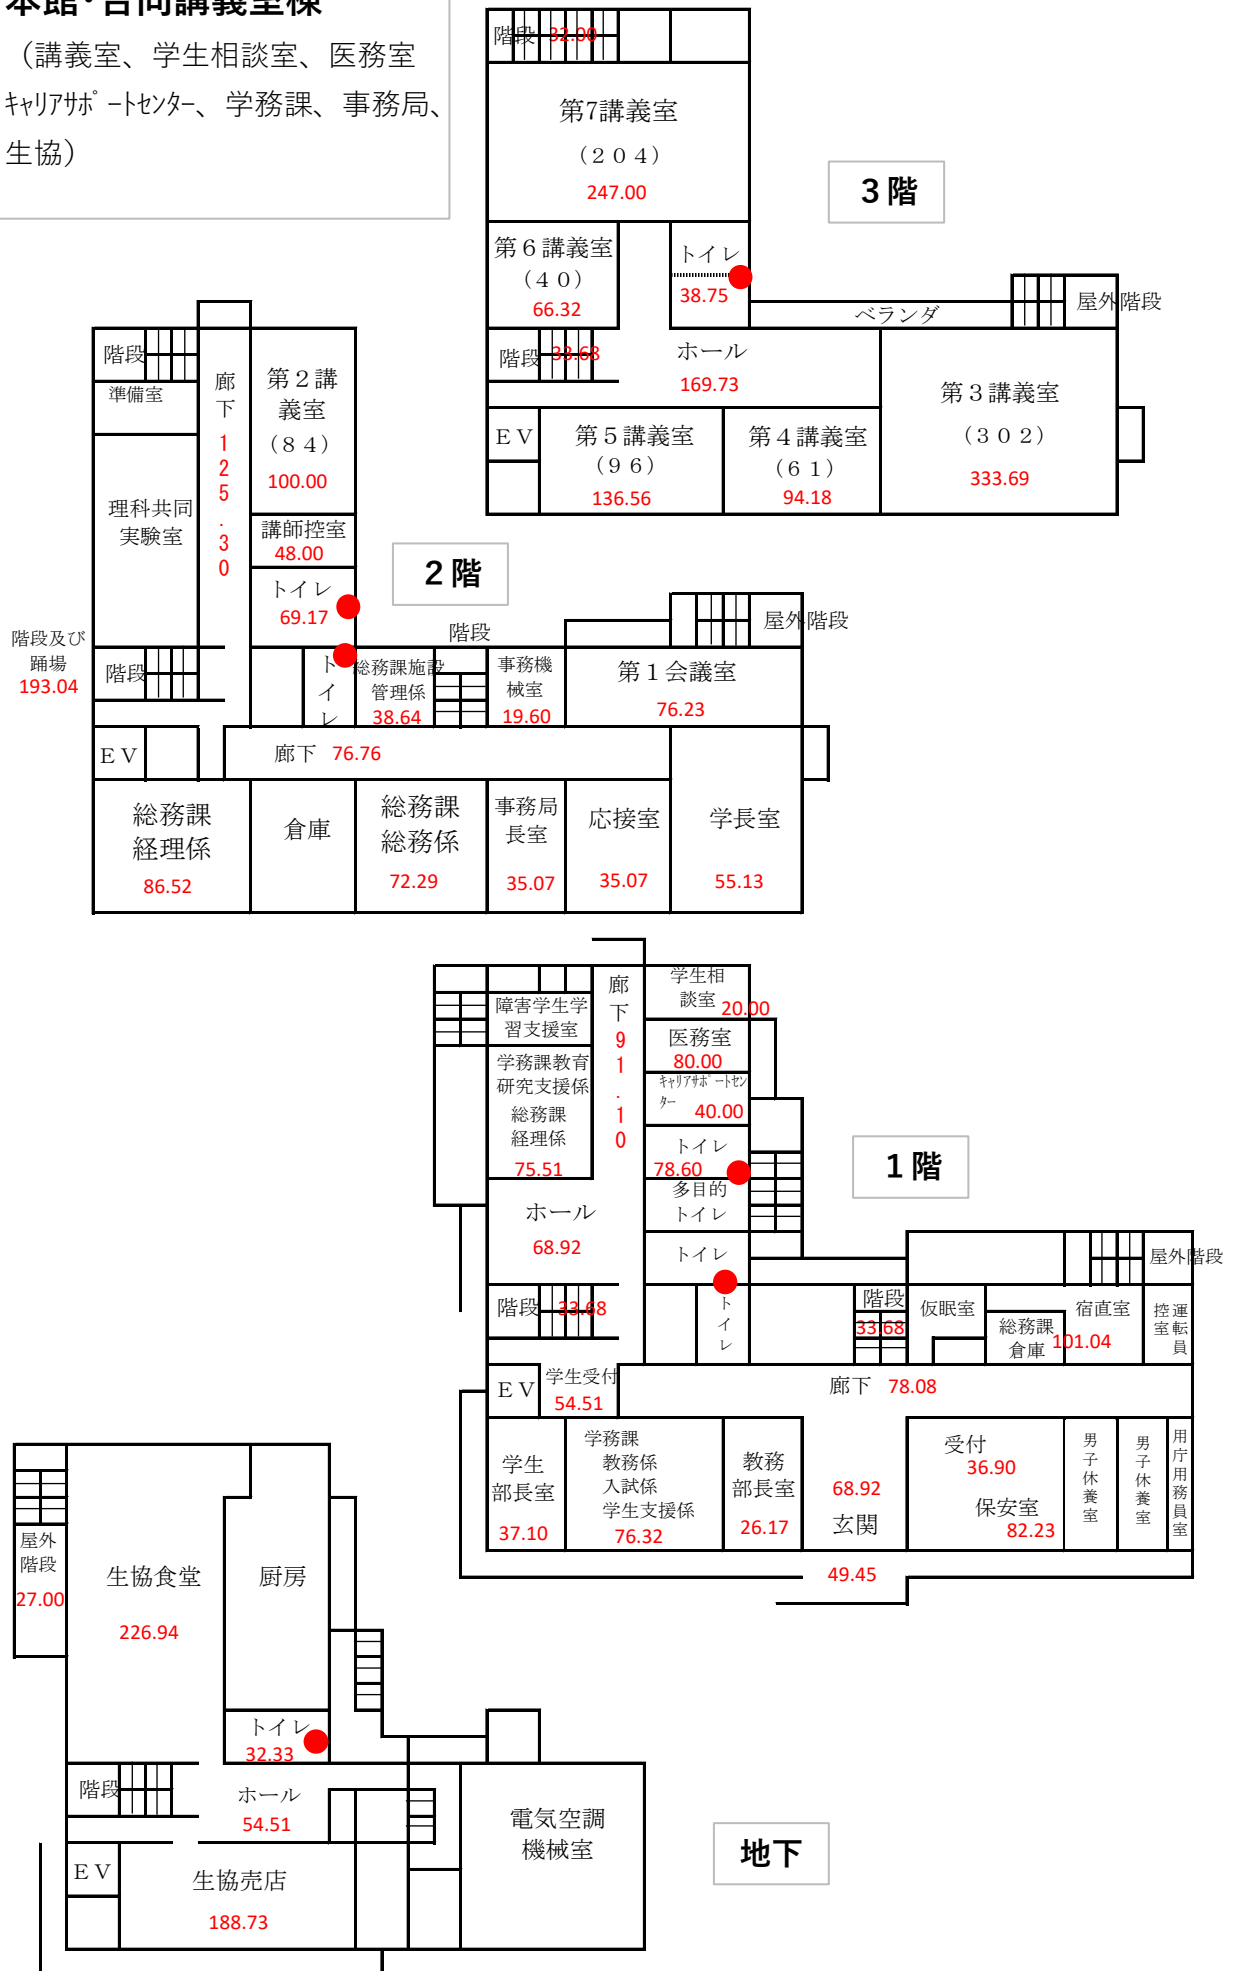 本館・合同講義室棟
（講義室、学生相談室、医務室
ｷｬﾘｱｻﾎﾟｰﾄｾﾝﾀｰ、学務課、事務局、
生協）
3階
階段 32.00
第7講義室
（２０４）
247.00
第６講義室
（４０）
66.32
トイレ
38.75
ベランダ
屋外階段
階段 33.68
ホール
169.73
ＥＶ
第５講義室
（９６）
136.56
第４講義室
（６１）
94.18
第３講義室
（３０２）
333.69
2階
階段
準備室
理科共同
実験室
廊下
125.30
第２講
義室
（８４）
100.00
講師控室
48.00
トイレ
69.17
階段及び
踊場
193.04
階段
トイレ
総務課施設
管理係
38.64
階段
事務機
械室
19.60
第１会議室
76.23
屋外階段
ＥＶ
廊下 76.76
総務課
経理係
86.52
倉庫
総務課
総務係
72.29
事務局
長室
35.07
応接室
35.07
学長室
55.13
1階
障害学生学
習支援室
学務課教育
研究支援係
総務課
経理係
75.51
廊下
91.10
学生相
談室 20.00
医務室
80.00
ｷｬﾘｱｻﾎﾟｰﾄｾﾝ
ﾀｰ 40.00
トイレ
78.60
多目的
トイレ
トイレ
ホール
68.92
階段 33.68
トイレ
階段
33.68
仮眠室
総務課
倉庫
宿直室
101.04
運転員
控室
屋外階段
ＥＶ
学生受付
54.51
廊下 78.08
学生
部長室
37.10
学務課
教務係
入試係
学生支援係
76.32
教務
部長室
26.17
68.92
玄関
受付
36.90
保安室
82.23
男子休養室
男子休養室
用庁用務員室
49.45
地下
屋外
階段
27.00
生協食堂
226.94
厨房
トイレ
32.33
階段
ホール
54.51
ＥＶ
生協売店
188.73
電気空調
機械室